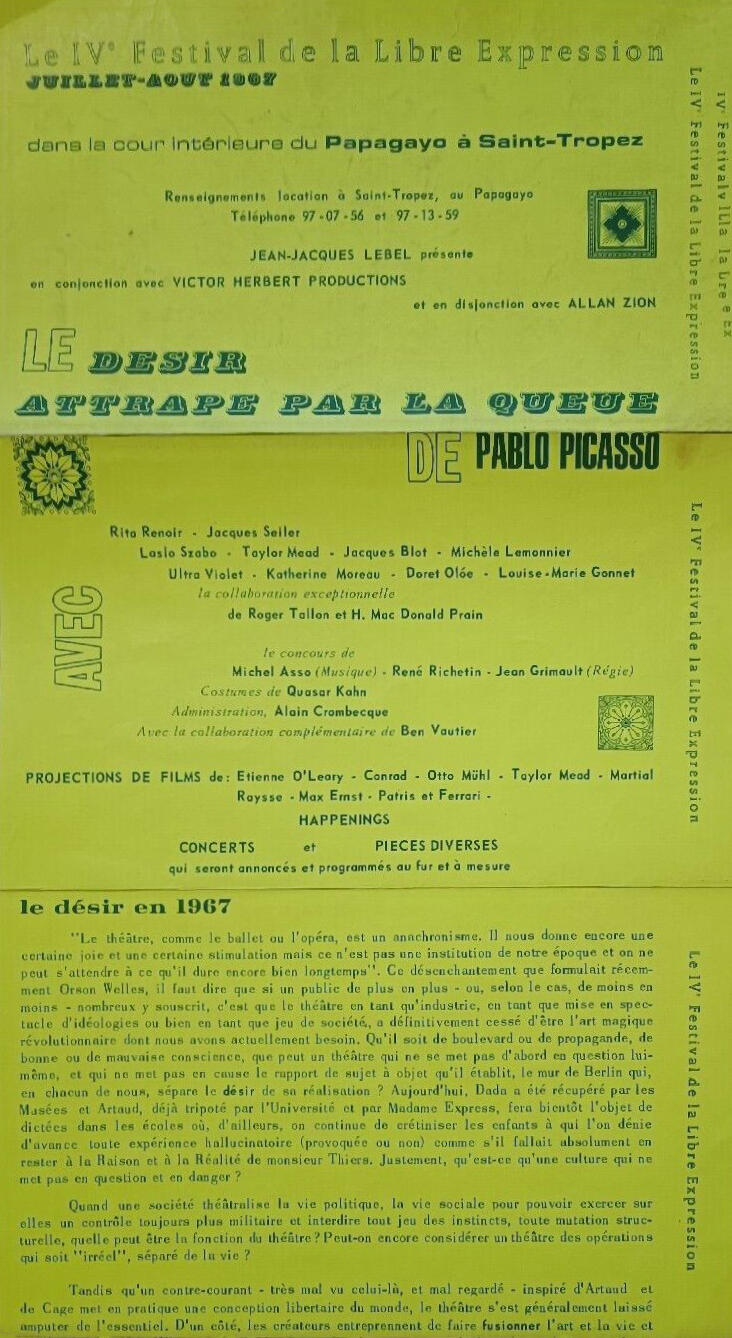 Le IVe Festival de la Libre Expression
JUILLET-AOUT 1967
dans la cour intérieure du Papagayo à Saint-Tropez
Renseignements location à Saint-Tropez, au Papagayo
Téléphone 97-07-56 et 97-13-59
JEAN-JACQUES LEBEL présente
en conjonction avec VICTOR HERBERT PRODUCTIONS
et en disjonction avec ALLAN ZION
LE DESIR
ATTRAPE PAR LA QUEUE
DE PABLO PICASSO
AVEC
Rita Renoir - Jacques Seiler
Laslo Szabo - Taylor Mead - Jacques Blot - Michèle Lemonnier
Ultra Violet - Katherine Moreau - Doret Olóe - Louise-Marie Gonnet
la collaboration exceptionnelle
de Roger Tallon et H. Mac Donald Prain
le concours de
Michel Asso (Musique) - René Richetin - Jean Grimault (Régie)
Costumes de Quasar Kahn
Administration, Alain Crombecque
Avec la collaboration complémentaire de Ben Vautier
PROJECTIONS DE FILMS de: Etienne O'Leary - Conrad - Otto Mühl - Taylor Mead - Martial
Raysse - Max Ernst - Patris et Ferrari -
HAPPENINGS
CONCERTS et PIECES DIVERSES
qui seront annoncés et programmés au fur et à mesure
le désir en 1967
"Le théâtre, comme le ballet ou l'opéra, est un anachronisme. Il nous donne encore une
certaine joie et une certaine stimulation mais ce n'est pas une institution de notre époque et on ne
peut s'attendre à ce qu'il dure encore bien longtemps". Ce désenchantement que formulait récem-
ment Orson Welles, il faut dire que si un public de plus en plus - ou, selon le cas, de moins en
moins - nombreux y souscrit, c'est que le théâtre en tant qu'industrie, en tant que mise en spec-
tacle d'idéologies ou bien en tant que jeu de société, a définitivement cessé d'être l'art magique
révolutionnaire dont nous avons actuellement besoin. Qu'il soit de boulevard ou de propagande, de
bonne ou de mauvaise conscience, que peut un théâtre qui ne se met pas d'abord en question lui-
même, et qui ne met pas en cause le rapport de sujet à objet qu'il établit, le mur de Berlin qui,
en chacun de nous, sépare le désir de sa réalisation ? Aujourd'hui, Dada a été récupéré par les
Musées et Artaud, déjà tripoté par l'Université et par Madame Express, fera bientôt l'objet de
dictées dans les écoles où, d'ailleurs, on continue de crétiniser les enfants à qui l'on dénie
d'avance toute expérience hallucinatoire (provoquée ou non) comme s'il fallait absolument en
rester à la Raison et à la Réalité de monsieur Thiers. Justement, qu'est-ce qu'une culture qui ne
met pas en question et en danger ?
Quand une société théâtralise la vie politique, la vie sociale pour pouvoir exercer sur
elles un contrôle toujours plus militaire et interdire tout jeu des instincts, toute mutation struc-
turelle, quelle peut être la fonction du théâtre ? Peut-on encore considérer un théâtre des opérations
qui soit "irréel", séparé de la vie ?
Tandis qu'un contre-courant - très mal vu celui-là, et mal regardé - inspiré d'Artaud et
de Cage met en pratique une conception libertaire du monde, le théâtre s'est généralement laissé
amputer de l'essentiel. D'un côté, les créateurs entreprennent de faire fusionner l'art et la vie et
Le IVe Festival de la Libre Expression
Le IVe Festival de la Libre Expression
Le IVe Festival de la Libre Expression